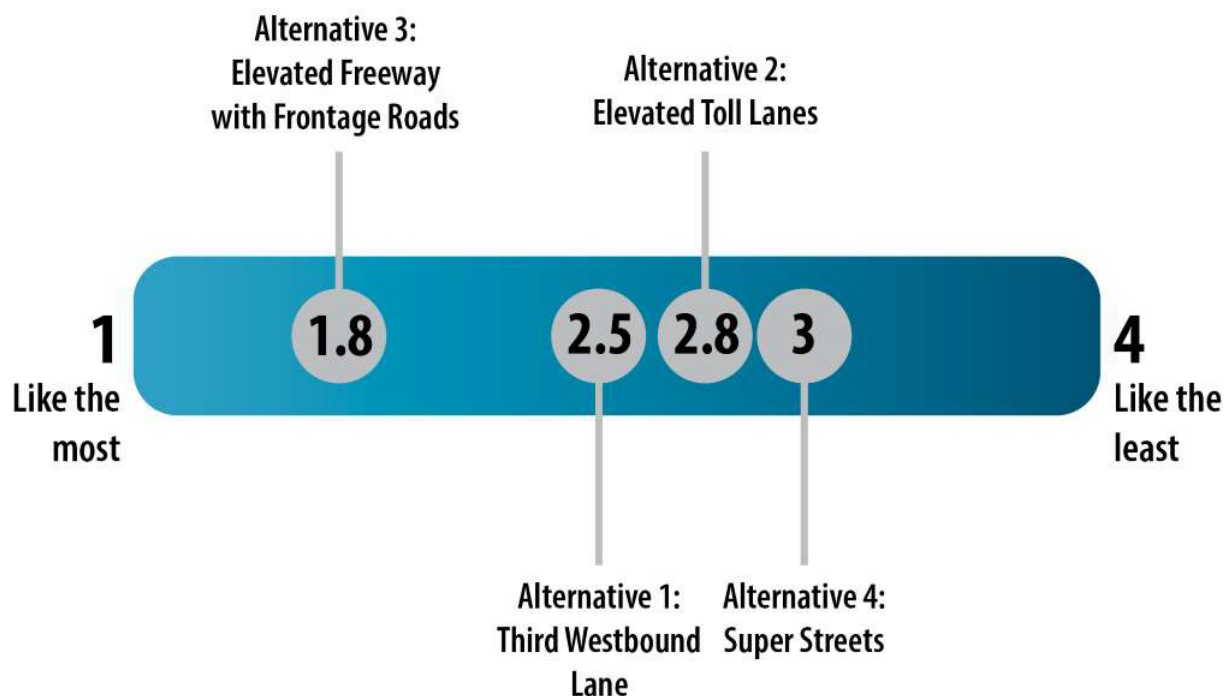 Alternative 3:
Elevated Freeway
with Frontage Roads
Alternative 2:
Elevated Toll Lanes
1
Like the
most
1.8
2.5
2.8
3
4
Like the
least
Alternative 1:
Third Westbound
Lane
Alternative 4:
Super Streets